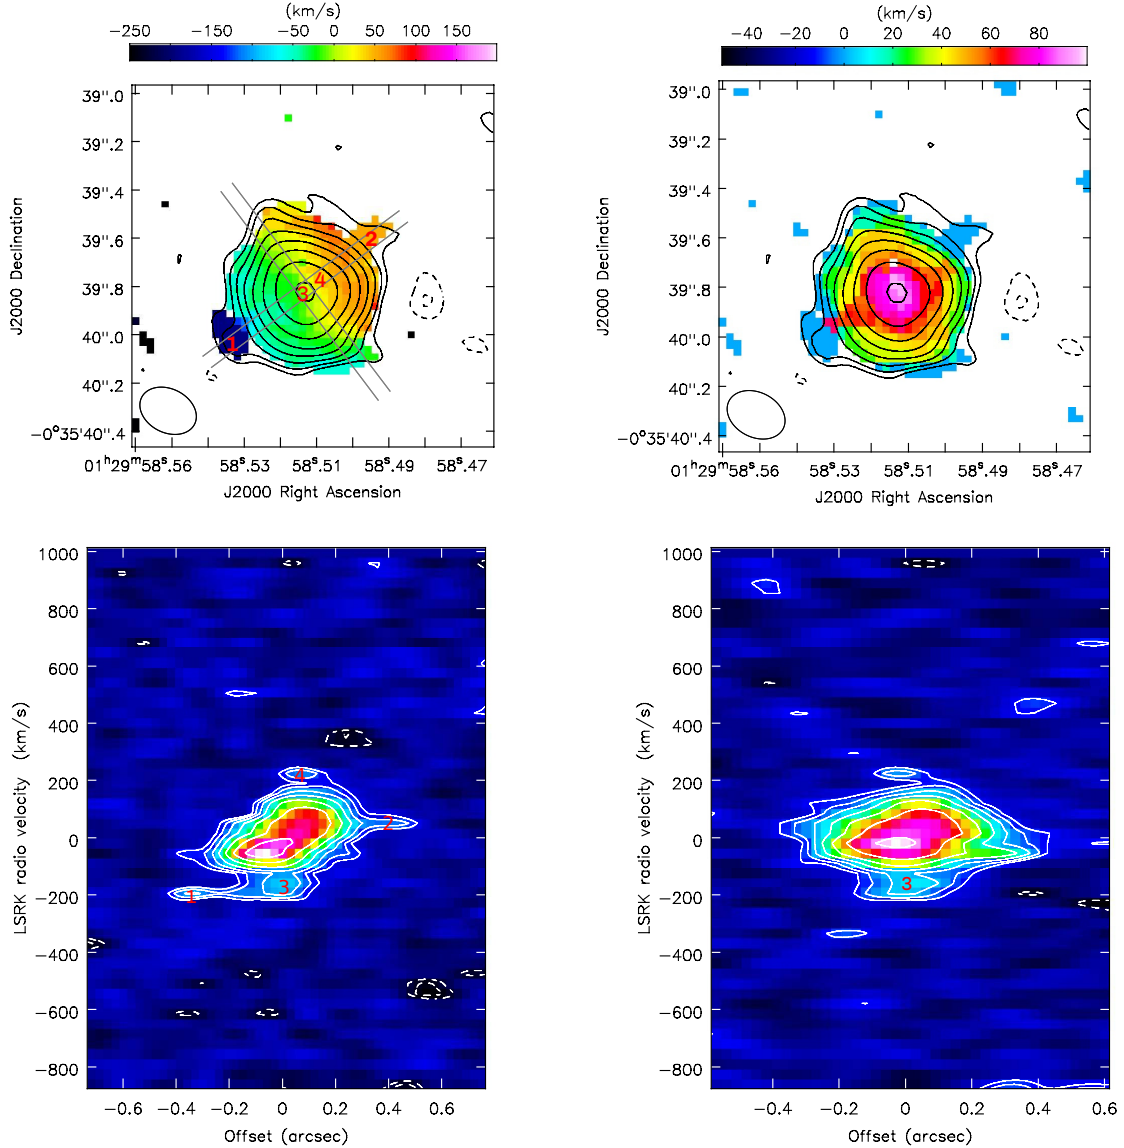 (km/s)
−250 −150 −50 0 50 100 150
39″.0
39″.2
39″.4
39″.6
39″.8
40″.0
40″.2
−0°35′40″.4
J2000 Declination
1
2
3
4
01ʰ29ᵐ58ˢ.56 58ˢ.53 58ˢ.51 58ˢ.49 58ˢ.47
J2000 Right Ascension
(km/s)
−40 −20 0 20 40 60 80
39″.0
39″.2
39″.4
39″.6
39″.8
40″.0
40″.2
−0°35′40″.4
J2000 Declination
01ʰ29ᵐ58ˢ.56 58ˢ.53 58ˢ.51 58ˢ.49 58ˢ.47
J2000 Right Ascension
1000
800
600
400
200
0
−200
−400
−600
−800
LSRK radio velocity (km/s)
4
2
3
1
−0.6 −0.4 −0.2 0 0.2 0.4 0.6
Offset (arcsec)
1000
800
600
400
200
0
−200
−400
−600
−800
LSRK radio velocity (km/s)
3
−0.4 −0.2 0 0.2 0.4 0.6
Offset (arcsec)